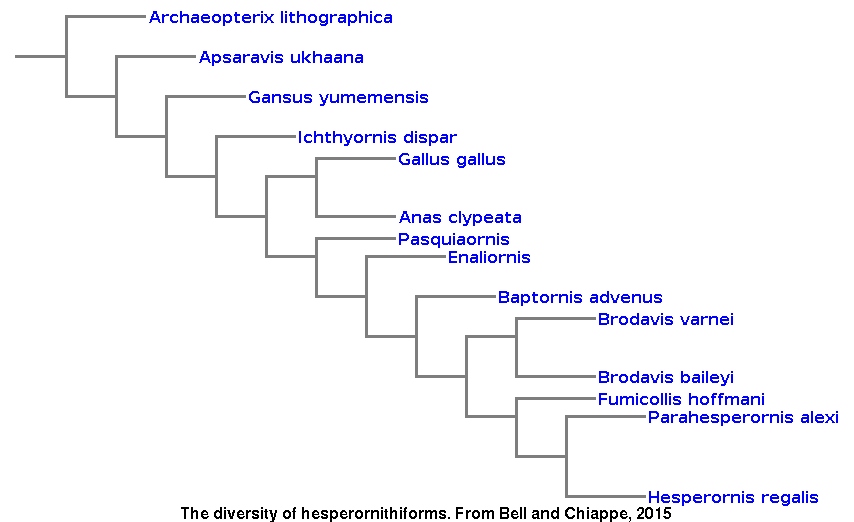 Archaeopterix lithographica
Apsaravis ukhaana
Gansus yumemensis
Ichthyornis dispar
Gallus gallus
Anas clypeata
Pasquiaornis
Enaliornis
Baptornis advenus
Brodavis varnei
Brodavis baileyi
Fumicollis hoffmani
Parahesperornis alexi
Hesperornis regalis
The diversity of hesperornithiforms. From Bell and Chiappe, 2015